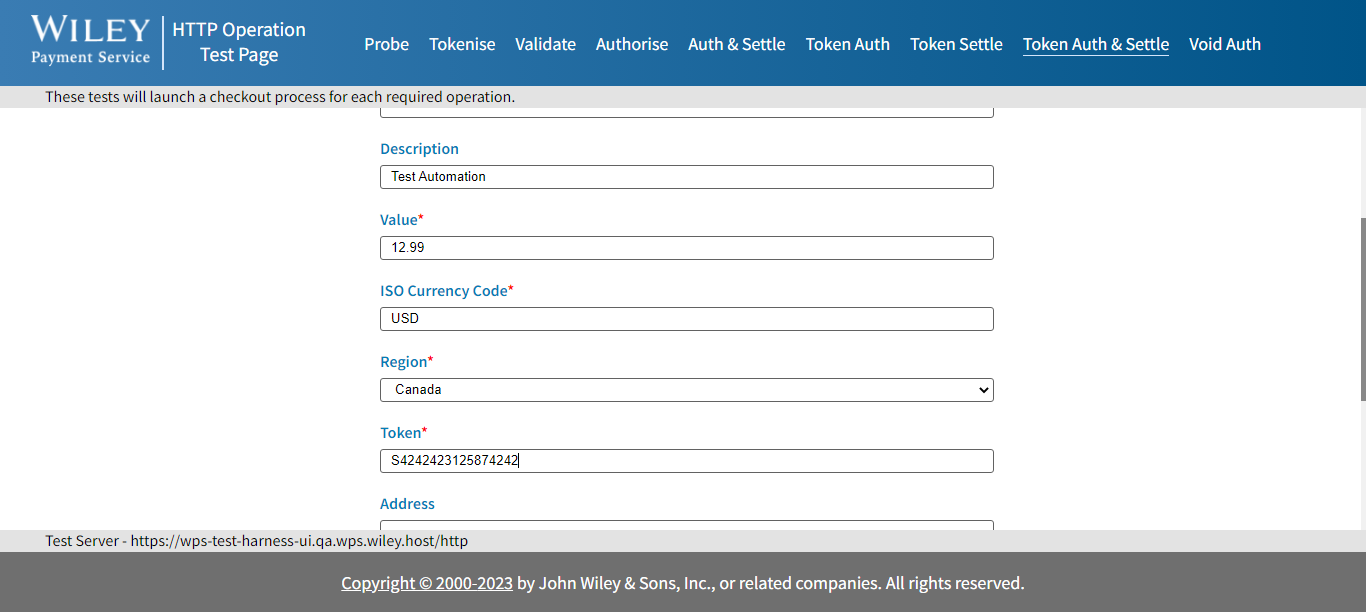 WILEY
Payment Service
HTTP Operation
Test Page
Probe Tokenise Validate Authorise Auth & Settle Token Auth Token Settle Token Auth & Settle Void Auth
These tests will launch a checkout process for each required operation.
Description
Test Automation
Value*
12.99
ISO Currency Code*
USD
Region*
Canada
Token*
S4242423125874242
Address
Test Server - https://wps-test-harness-ui.qa.wps.wiley.host/http
Copyright © 2000-2023 by John Wiley & Sons, Inc., or related companies. All rights reserved.